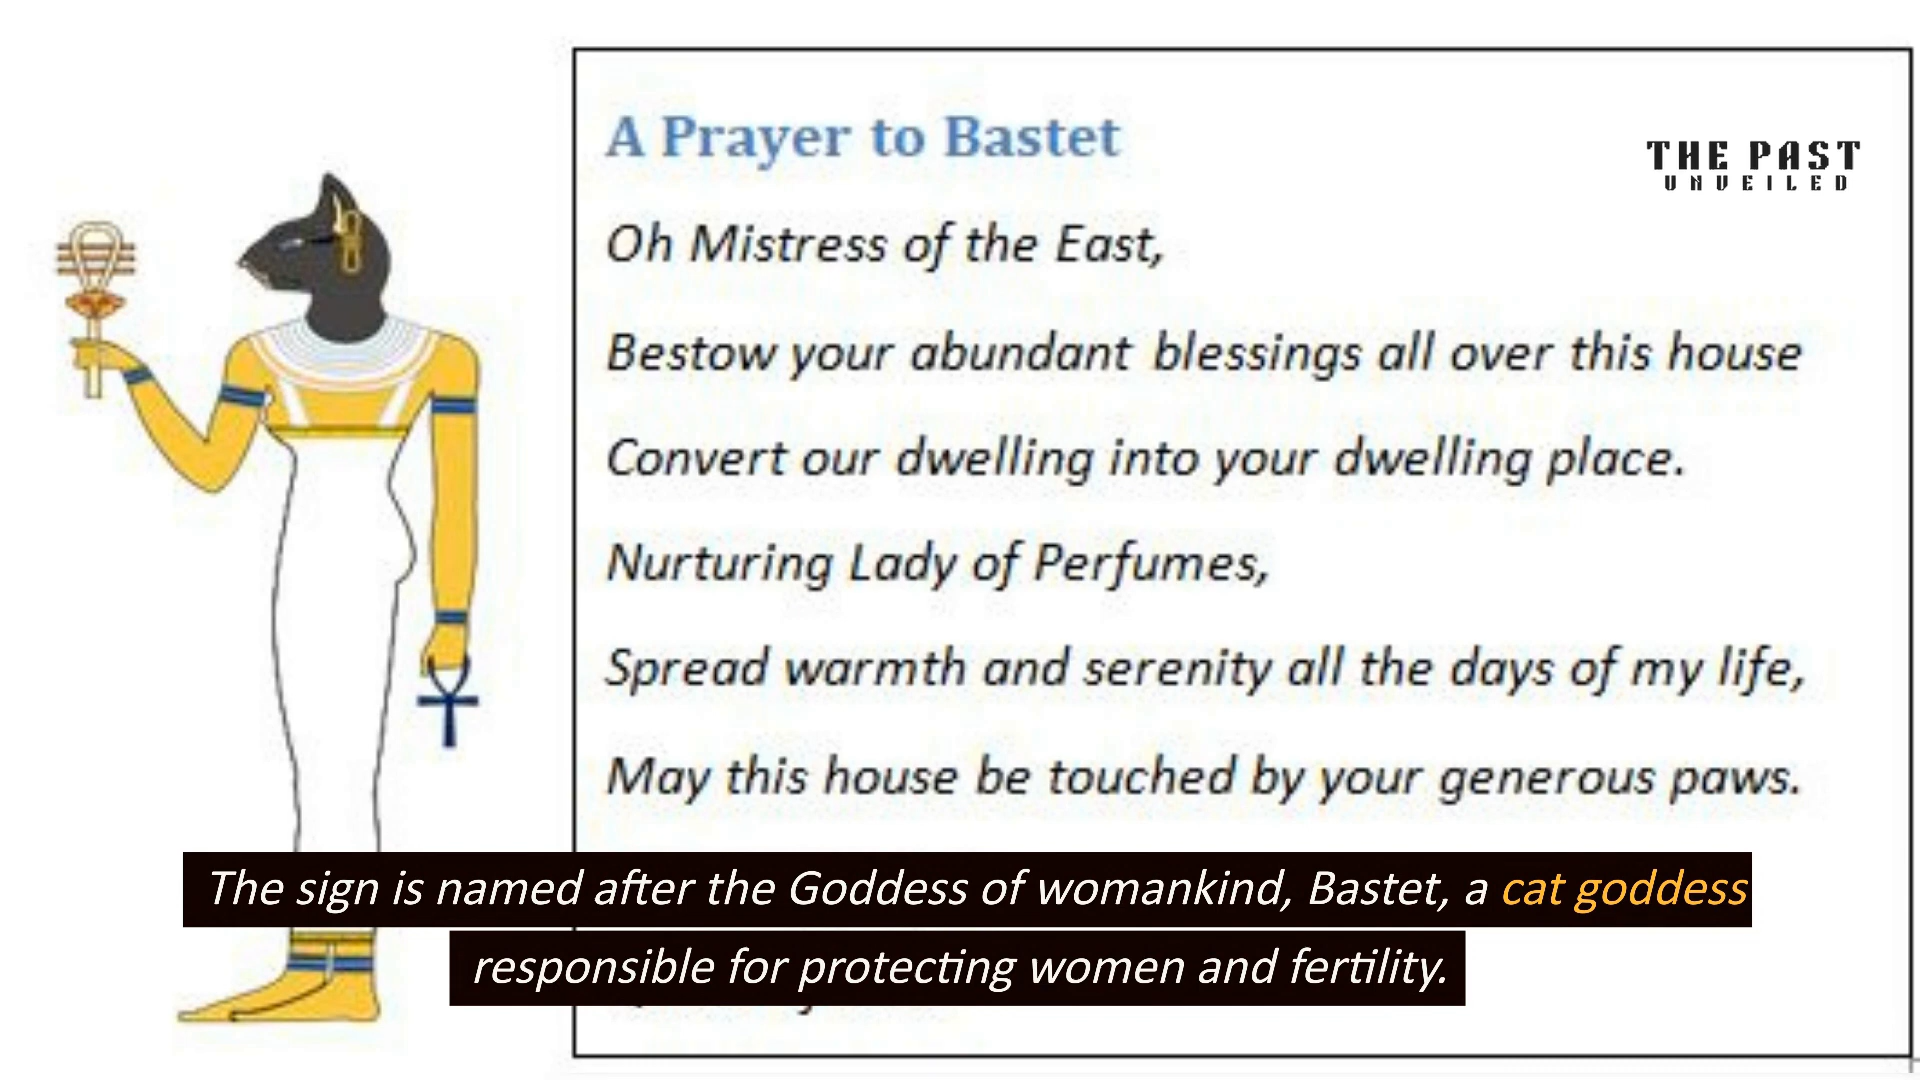 A Prayer to Bastet
THE PAST
UNVEILED
Oh Mistress of the East,
Bestow your abundant blessings all over this house
Convert our dwelling into your dwelling place.
Nurturing Lady of Perfumes,
Spread warmth and serenity all the days of my life,
May this house be touched by your generous paws.
The sign is named after the Goddess of womankind, Bastet, a cat goddess
responsible for protecting women and fertility.